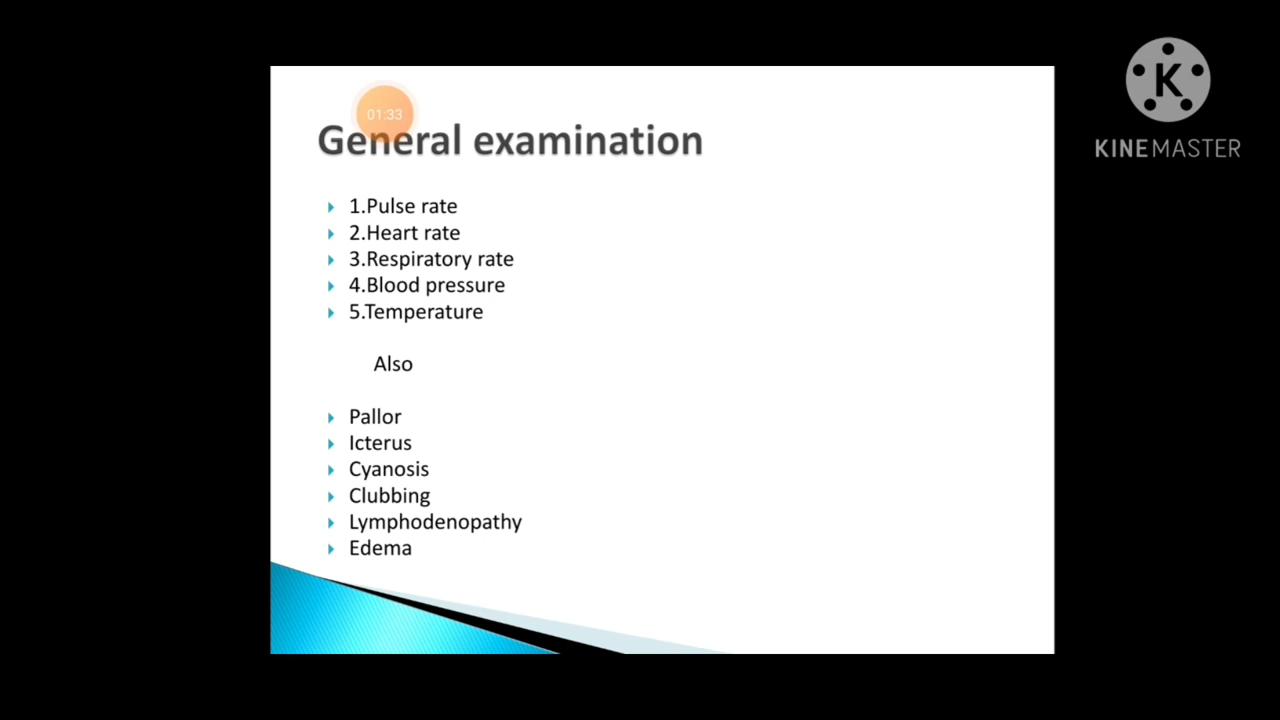 01:33
General examination
1.Pulse rate
2.Heart rate
3.Respiratory rate
4.Blood pressure
5.Temperature
Also
Pallor
Icterus
Cyanosis
Clubbing
Lymphodenopathy
Edema
K
KINEMASTER